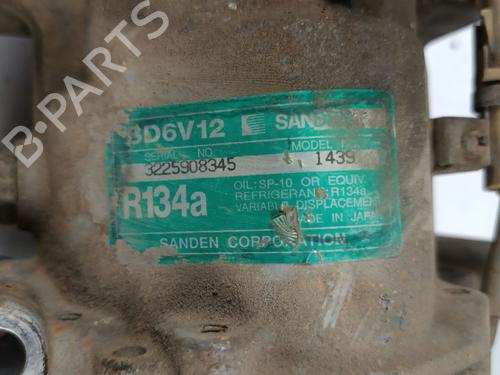 SD6V12 SANDEN
SERIAL NO. MODEL
3225908345 1439
R134a
OIL:SP-10 OR EQUIV.
REFRIGERANT:R134a
VARIABLE DISPLACEMENT
MADE IN JAPAN
SANDEN CORPORATION